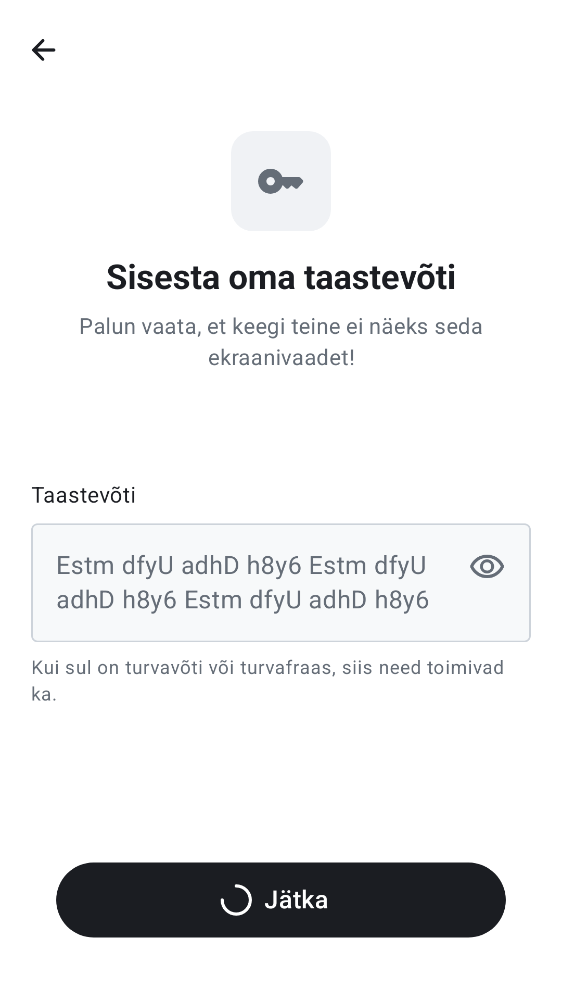 Sisesta oma taastevõti
Palun vaata, et keegi teine ei näeks seda
ekraanivaadet!
Taastevõti
Estm dfyU adhD h8y6 Estm dfyU
adhD h8y6 Estm dfyU adhD h8y6
Kui sul on turvavõti või turvafraas, siis need toimivad
ka.
Jätka